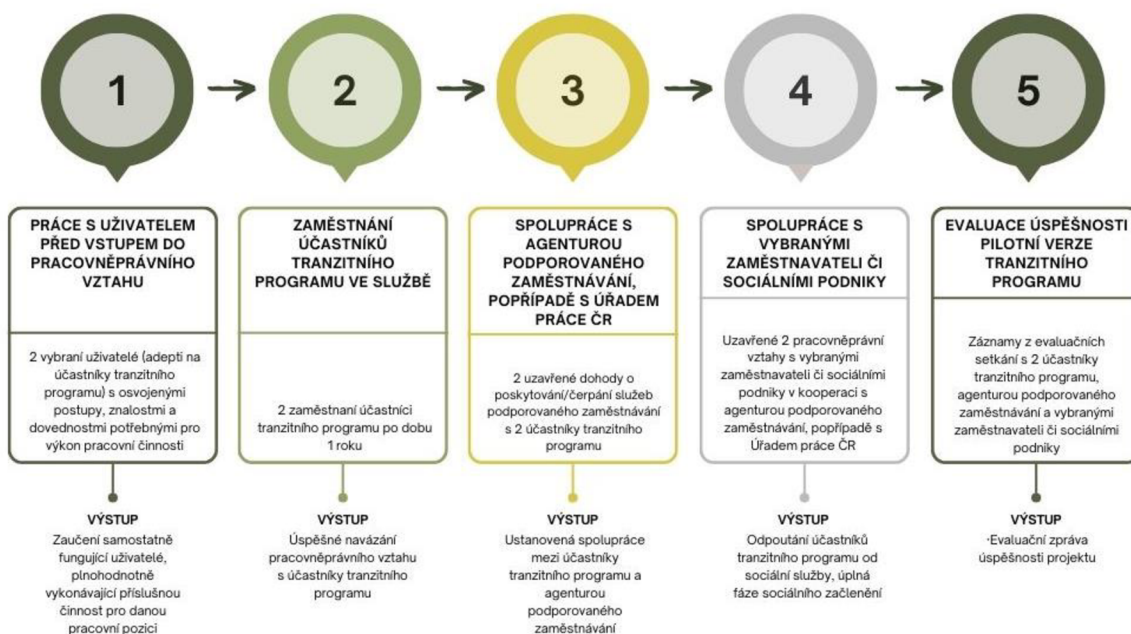 1
2
3
4
5
PRÁCE S UŽIVATELEM
PŘED VSTUPEM DO
PRACOVNĚPRÁVNÍHO
VZTAHU
2 vybraní uživatelé (adepti na
účastníky tranzitního
programu) s osvojenými
postupy, znalostmi a
dovednostmi potřebnými pro
výkon pracovní činnosti
VÝSTUP
Zaučení samostatně
fungující uživatelé,
plnohodnotně
vykonávající příslušnou
činnost pro danou
pracovní pozici
ZAMĚSTNÁNÍ
ÚČASTNÍKŮ
TRANZITNÍHO
PROGRAMU VE SLUŽBĚ
2 zaměstnaní účastníci
tranzitního programu po dobu
1 roku
VÝSTUP
Úspěšné navázání
pracovněprávního vztahu
s účastníky tranzitního
programu
SPOLUPRÁCE S
AGENTUROU
PODPOROVANÉHO
ZAMĚSTNÁVÁNÍ,
POPŘÍPADĚ S ÚŘADEM
PRÁCE ČR
2 uzavřené dohody o
poskytování/čerpání služeb
podporovaného zaměstnávání
s 2 účastníky tranzitního
programu
VÝSTUP
Ustanovená spolupráce
mezi účastníky
tranzitního programu a
agenturou
podporovaného
zaměstnávání
SPOLUPRÁCE S
VYBRANÝMI
ZAMĚSTNAVATELI ČI
SOCIÁLNÍMI PODNIKY
Uzavřené 2 pracovněprávní
vztahy s vybranými
zaměstnavateli či sociálními
podniky v kooperaci s
agenturou podporovaného
zaměstnávání, popřípadě s
Úřadem práce ČR
VÝSTUP
Odpoutání účastníků
tranzitního programu od
sociální služby, úplná
fáze sociálního začlenění
EVALUACE ÚSPĚŠNOSTI
PILOTNÍ VERZE
TRANZITNÍHO
PROGRAMU
Záznamy z evaluačních
setkání s 2 účastníky
tranzitního programu,
agenturou podporovaného
zaměstnávání a vybranými
zaměstnavateli či sociálními
podniky
VÝSTUP
·Evaluační zpráva
úspěšnosti projektu